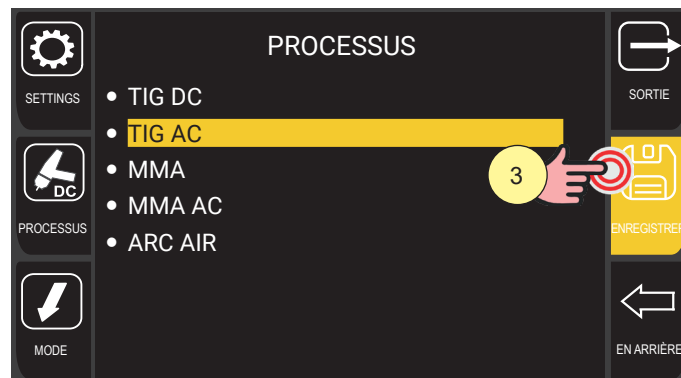 PROCESSUS
SETTINGS
SORTIE
TIG DC
TIG AC
MMA
3
DC
MMA AC
PROCESSUS
ENREGISTRER
ARC AIR
MODE
EN ARRIÈRE